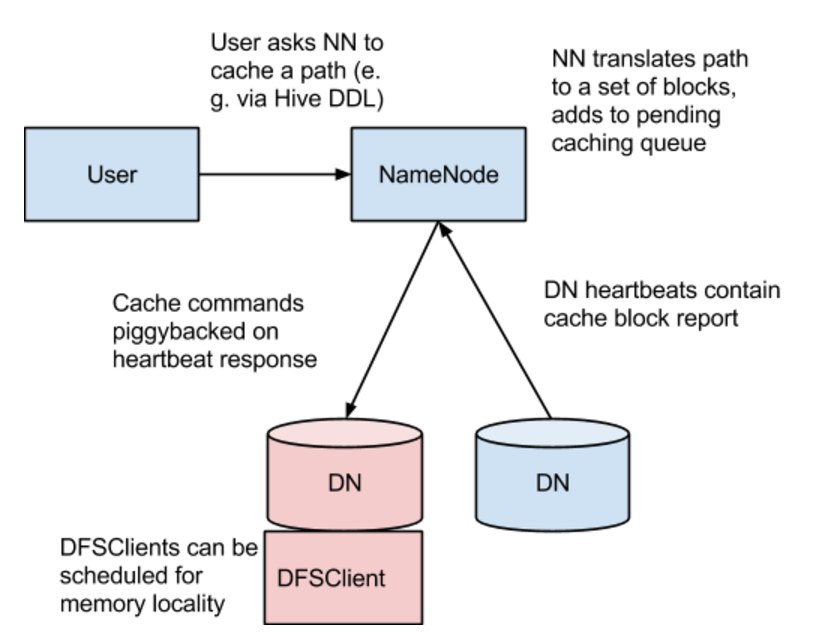 User asks NN to
cache a path (e.
g. via Hive DDL)
NN translates path
to a set of blocks,
adds to pending
caching queue
User
NameNode
Cache commands
piggybacked on
heartbeat response
DN heartbeats contain
cache block report
DN
DN
DFSClients can be
scheduled for
memory locality
DFSClient